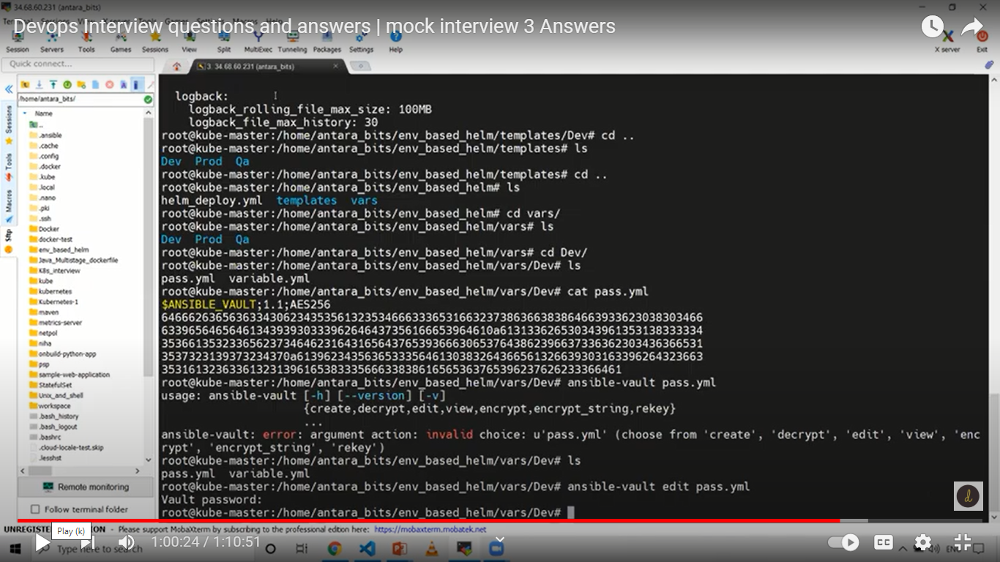 34.68.60.231 (antara_bits)
Devops Interview questions and answers | mock interview 3 Answers
Session Servers Tools Games Sessions View Split MultiExec Tunneling Packages Settings Help
X server Exit
Quick connect...
3. 34.68.60.231 (antara_bits)
/home/antara_bits/
Sessions
Tools
Macros
Sftp
Name
..
.ansible
.cache
.config
.docker
.kube
.local
.nano
.pki
.ssh
Docker
docker-test
env_based_helm
Java_Multistage_dockerfile
K8s_interview
kube
kubernetes
Kubernetes-1
maven
metrics-server
netpol
niha
onbuild-python-app
psp
sample-web-application
StatefulSet
Unix_and_shell
workspace
.bash_history
.bash_logout
.bashrc
.cloud-locale-test.skip
.lesshst
Remote monitoring
Follow terminal folder
logback:
logback_rolling_file_max_size: 100MB
logback_file_max_history: 30
root@kube-master:/home/antara_bits/env_based_helm/templates/Dev# cd ..
root@kube-master:/home/antara_bits/env_based_helm/templates# ls
Dev Prod Qa
root@kube-master:/home/antara_bits/env_based_helm/templates# cd ..
root@kube-master:/home/antara_bits/env_based_helm# ls
helm_deploy.yml templates vars
root@kube-master:/home/antara_bits/env_based_helm# cd vars/
root@kube-master:/home/antara_bits/env_based_helm/vars# ls
Dev Prod Qa
root@kube-master:/home/antara_bits/env_based_helm/vars# cd Dev/
root@kube-master:/home/antara_bits/env_based_helm/vars/Dev# ls
pass.yml variable.yml
root@kube-master:/home/antara_bits/env_based_helm/vars/Dev# cat pass.yml
$ANSIBLE_VAULT;1.1;AES256
root@kube-master:/home/antara_bits/env_based_helm/vars/Dev# ansible-vault pass.yml
usage: ansible-vault [-h] [--version] [-v]
{create,decrypt,edit,view,encrypt,encrypt_string,rekey}
...
ansible-vault: error: argument action: invalid choice: u'pass.yml' (choose from 'create', 'decrypt', 'edit', 'view', 'enc
rypt', 'encrypt_string', 'rekey')
root@kube-master:/home/antara_bits/env_based_helm/vars/Dev# ls
pass.yml variable.yml
root@kube-master:/home/antara_bits/env_based_helm/vars/Dev# ansible-vault edit pass.yml
Vault password:
root@kube-master:/home/antara_bits/env_based_helm/vars/Dev#
- Please support MobaXterm by subscribing to the professional edition here: https://mobaxterm.mobatek.net
Play (k)
1:00:24 / 1:10:51
Type here to search
CC